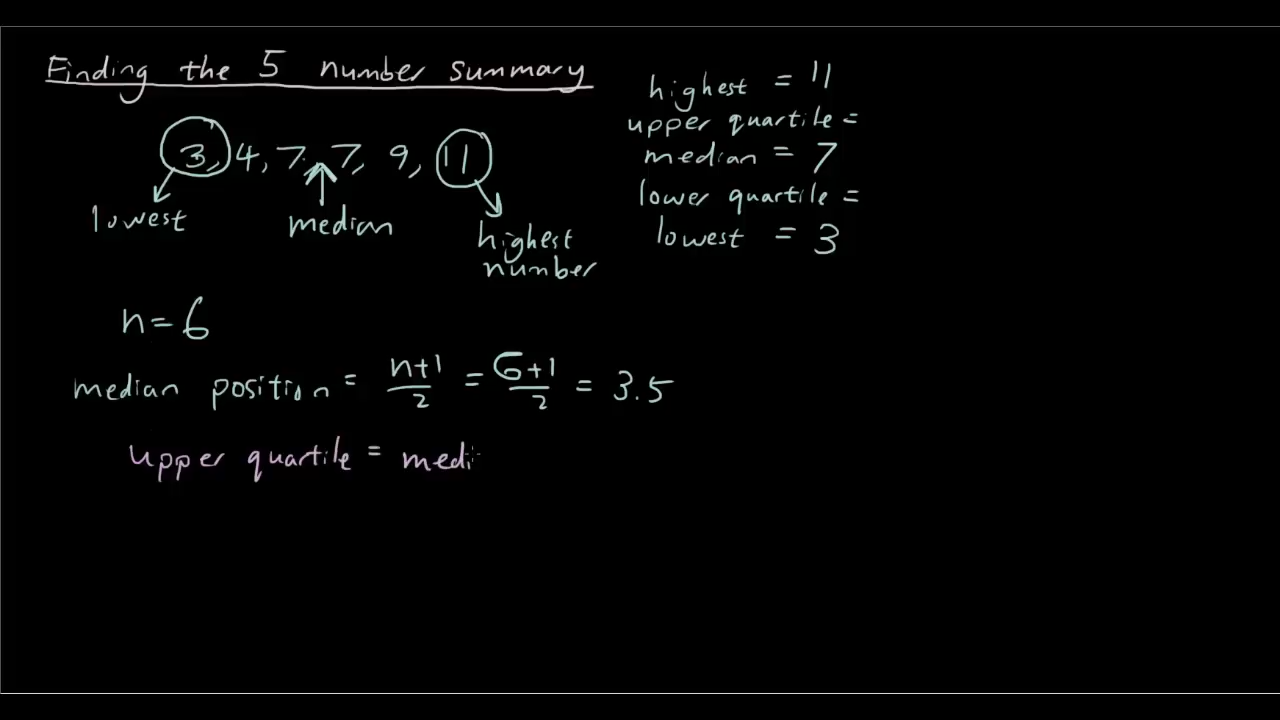 Finding the 5 number summary
highest = 11
upper quartile =
median = 7
lower quartile =
lowest = 3
3, 4, 7, 7, 9, 11
lowest
median
highest
number
n = 6
median position = n+1/2 = 6+1/2 = 3.5
upper quartile = medi